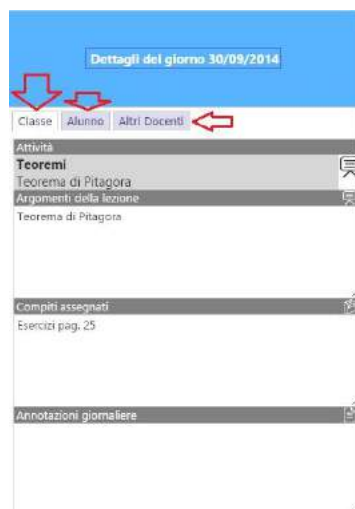 Dettagli del giorno 30/09/2014
Classe Alunno Altri Docenti
Attività
Teoremi
Teorema di Pitagora
Argomenti della lezione
Teorema di Pitagora
Compiti assegnati
Esercizi pag. 25
Annotazioni giornaliere